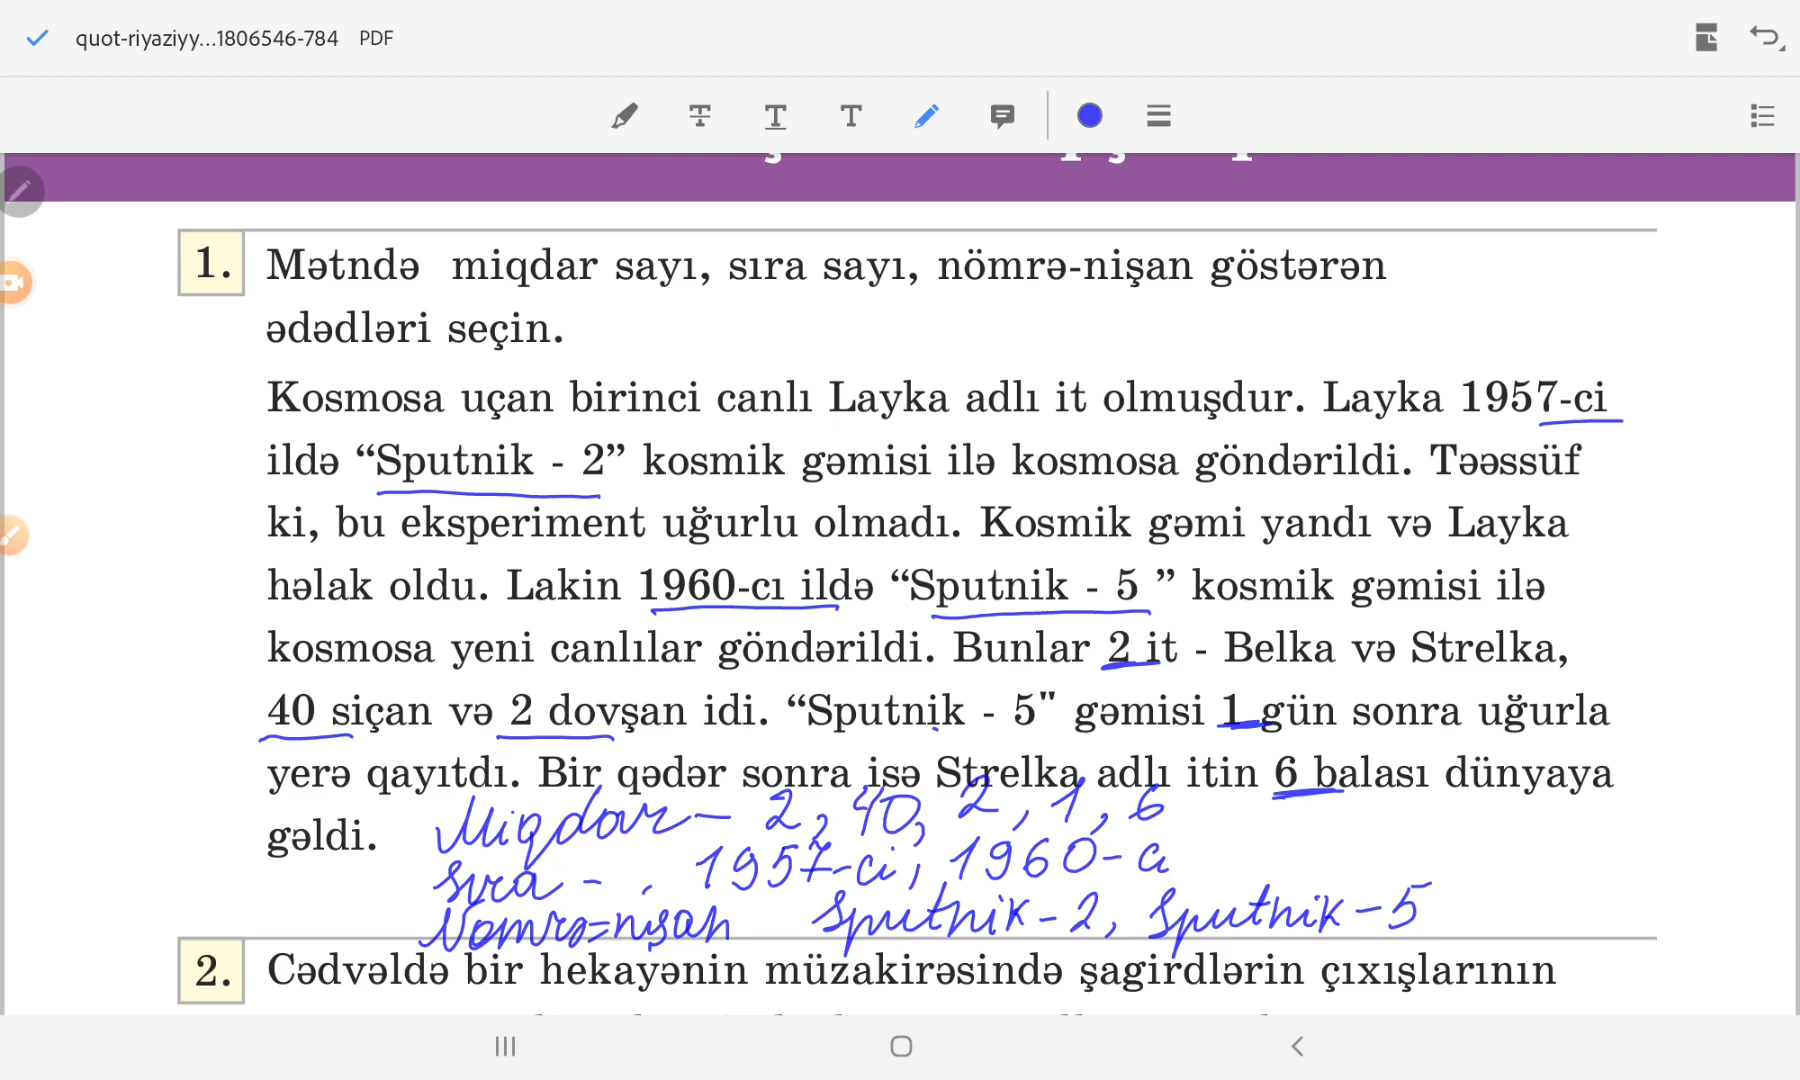 quot-riyaziyy...1806546-784 PDF
1. Mətndə miqdar sayı, sıra sayı, nömrə-nişan göstərən
ədədləri seçin.
Kosmosa uçan birinci canlı Layka adlı it olmuşdur. Layka 1957-ci
ildə “Sputnik - 2” kosmik gəmisi ilə kosmosa göndərildi. Təəssüf
ki, bu eksperiment uğurlu olmadı. Kosmik gəmi yandı və Layka
həlak oldu. Lakin 1960-cı ildə “Sputnik - 5 ” kosmik gəmisi ilə
kosmosa yeni canlılar göndərildi. Bunlar 2 it - Belka və Strelka,
40 siçan və 2 dovşan idi. “Sputnik - 5" gəmisi 1 gün sonra uğurla
yerə qayıtdı. Bir qədər sonra isə Strelka adlı itin 6 balası dünyaya
gəldi.
Miqdar – 2, 40, 2, 1, 6
Sıra – 1957-ci, 1960-cı
Nömrə=nişan Sputnik-2, Sputnik-5
2. Cədvəldə bir hekayənin müzakirəsində şagirdlərin çıxışlarının